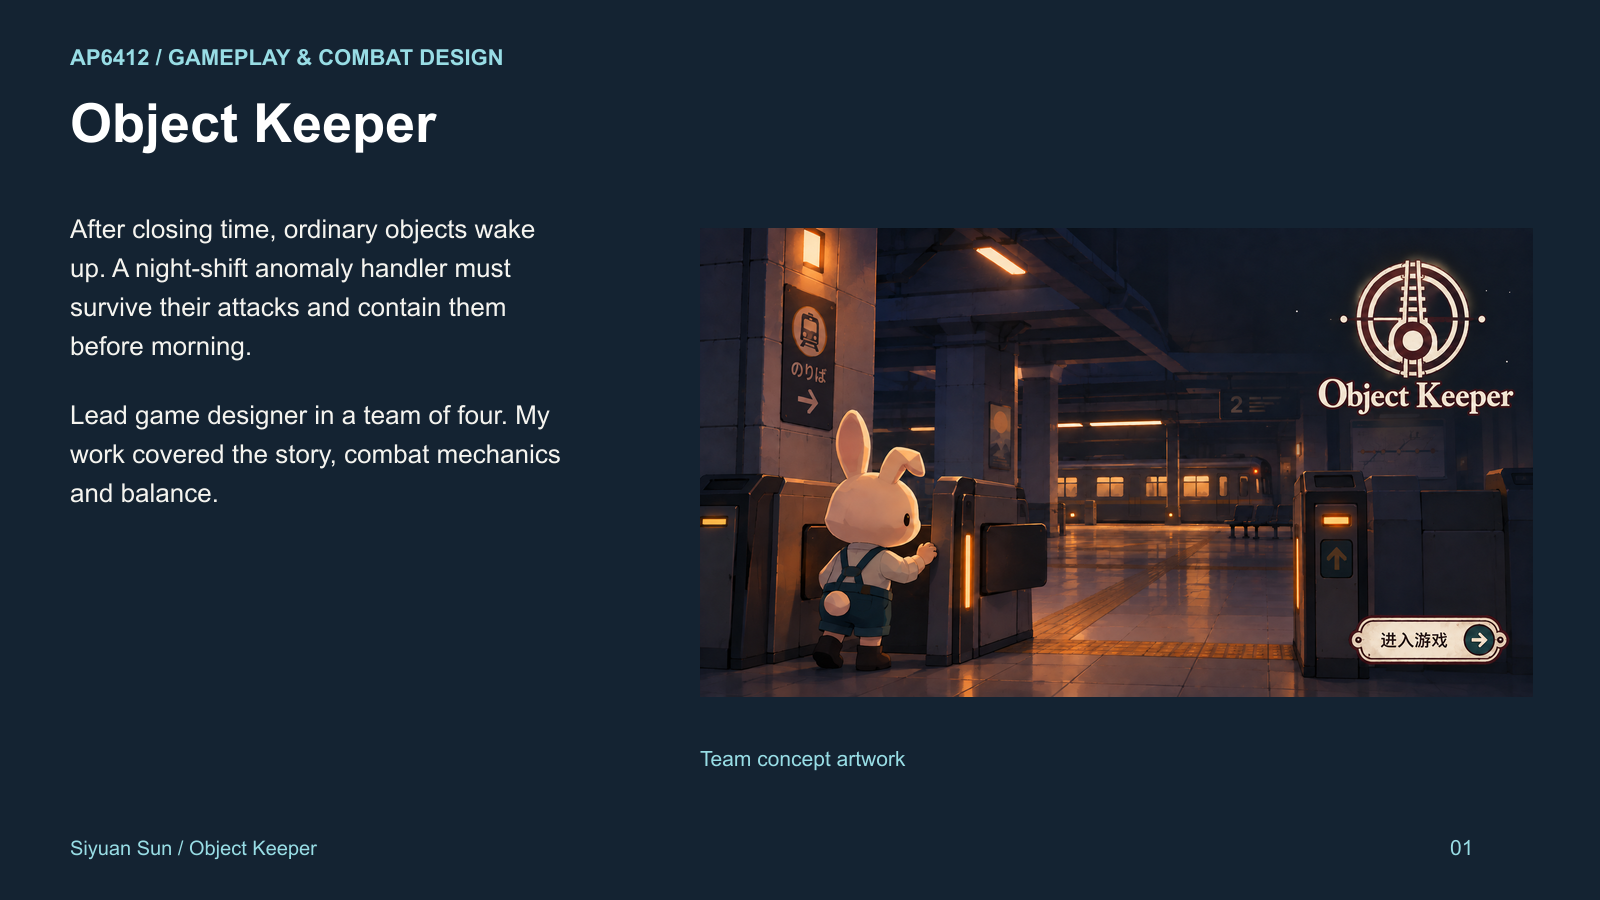 AP6412 / GAMEPLAY & COMBAT DESIGN
Object Keeper
After closing time, ordinary objects wake
up. A night-shift anomaly handler must
survive their attacks and contain them
before morning.
Lead game designer in a team of four. My
work covered the story, combat mechanics
and balance.
のりば
2
Object Keeper
进入游戏
Team concept artwork
Siyuan Sun / Object Keeper
01